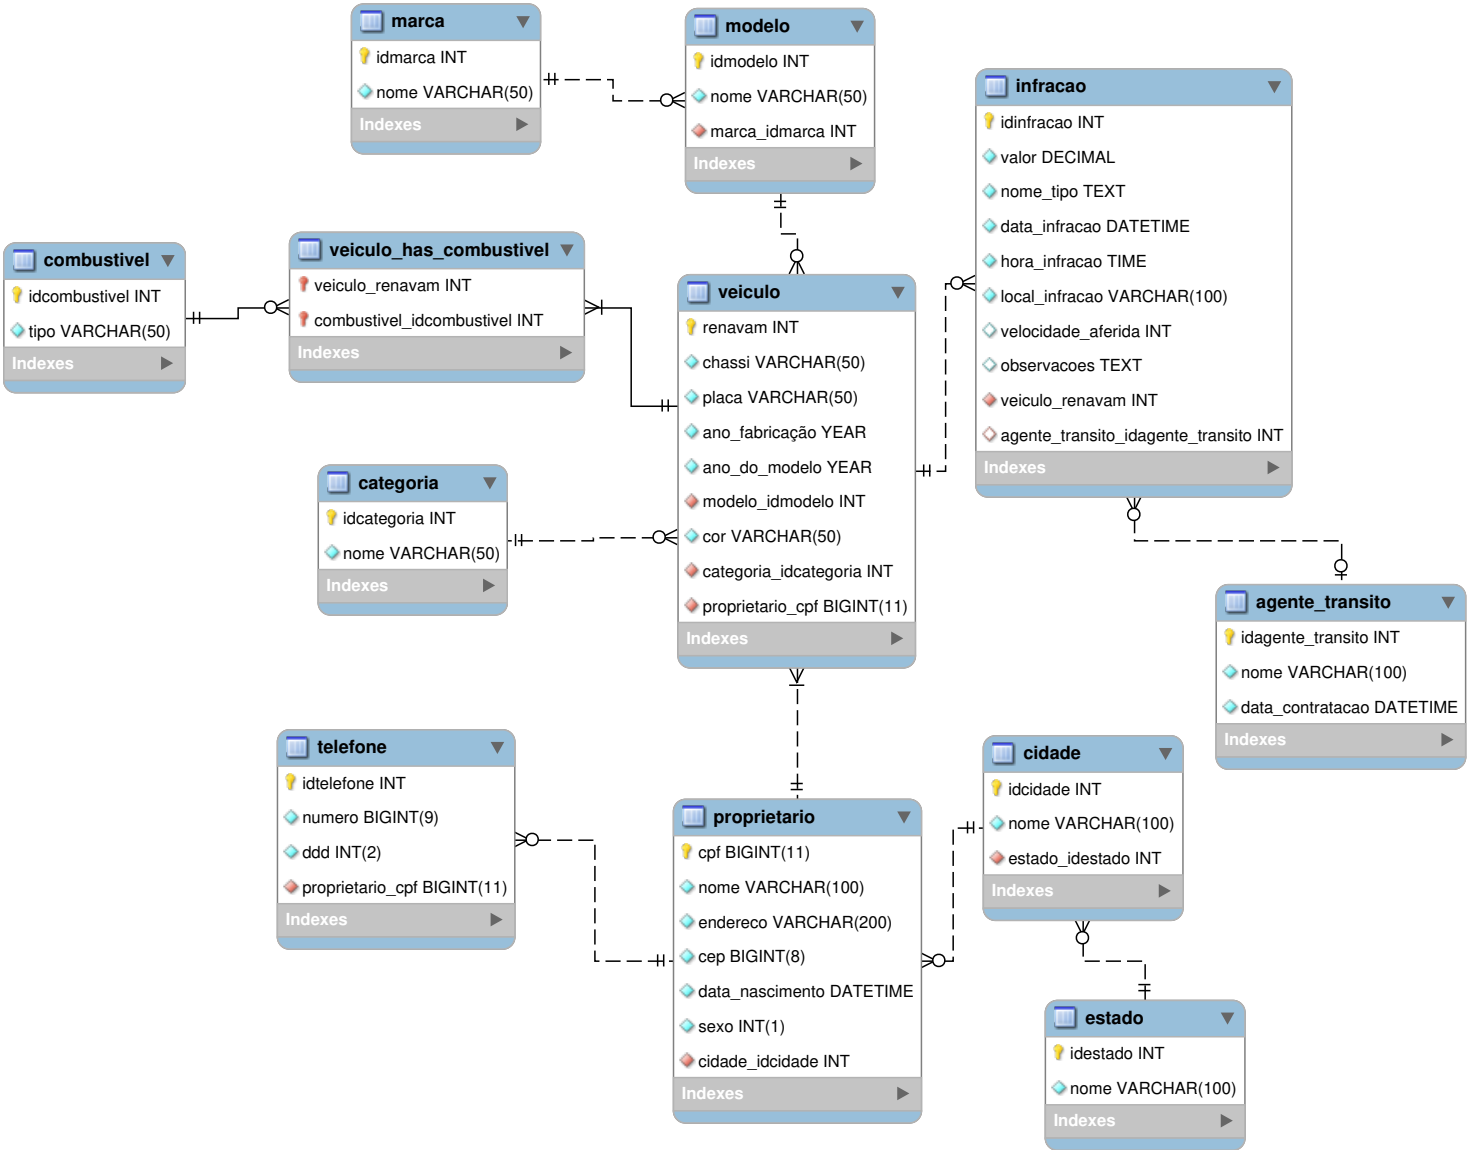 marca
idmarca INT
nome VARCHAR(50)
Indexes
modelo
idmodelo INT
nome VARCHAR(50)
marca_idmarca INT
Indexes
infracao
idinfracao INT
valor DECIMAL
nome_tipo TEXT
data_infracao DATETIME
hora_infracao TIME
local_infracao VARCHAR(100)
velocidade_aferida INT
observacoes TEXT
veiculo_renavam INT
agente_transito_idagente_transito INT
Indexes
combustivel
idcombustivel INT
tipo VARCHAR(50)
Indexes
veiculo_has_combustivel
veiculo_renavam INT
combustivel_idcombustivel INT
Indexes
veiculo
renavam INT
chassi VARCHAR(50)
placa VARCHAR(50)
ano_fabricação YEAR
ano_do_modelo YEAR
modelo_idmodelo INT
cor VARCHAR(50)
categoria_idcategoria INT
proprietario_cpf BIGINT(11)
Indexes
categoria
idcategoria INT
nome VARCHAR(50)
Indexes
agente_transito
idagente_transito INT
nome VARCHAR(100)
data_contratacao DATETIME
Indexes
telefone
idtelefone INT
numero BIGINT(9)
ddd INT(2)
proprietario_cpf BIGINT(11)
Indexes
proprietario
cpf BIGINT(11)
nome VARCHAR(100)
endereco VARCHAR(200)
cep BIGINT(8)
data_nascimento DATETIME
sexo INT(1)
cidade_idcidade INT
Indexes
cidade
idcidade INT
nome VARCHAR(100)
estado_idestado INT
Indexes
estado
idestado INT
nome VARCHAR(100)
Indexes